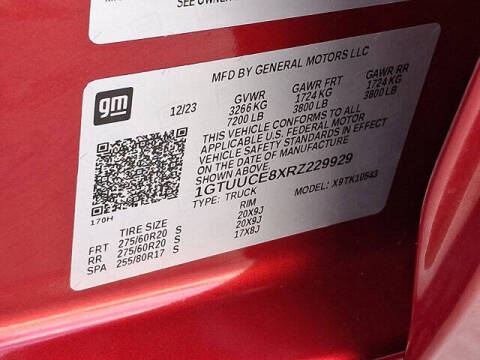 SEE OWNER
MFD BY GENERAL MOTORS LLC
gm
12/23 GVWR GAWR FRT GAWR RR
3266 KG 1724 KG 1724 KG
7200 LB 3800 LB 3800 LB
THIS VEHICLE CONFORMS TO ALL
APPLICABLE U.S. FEDERAL MOTOR
VEHICLE SAFETY STANDARDS IN EFFECT
ON THE DATE OF MANUFACTURE
SHOWN ABOVE.
1GTUUCE8XRZ229929
TYPE: TRUCK MODEL: X9TK10543
170H
TIRE SIZE RIM
FRT 275/60R20 S 20X9J
RR 275/60R20 S 20X9J
SPA 255/80R17 S 17X8J